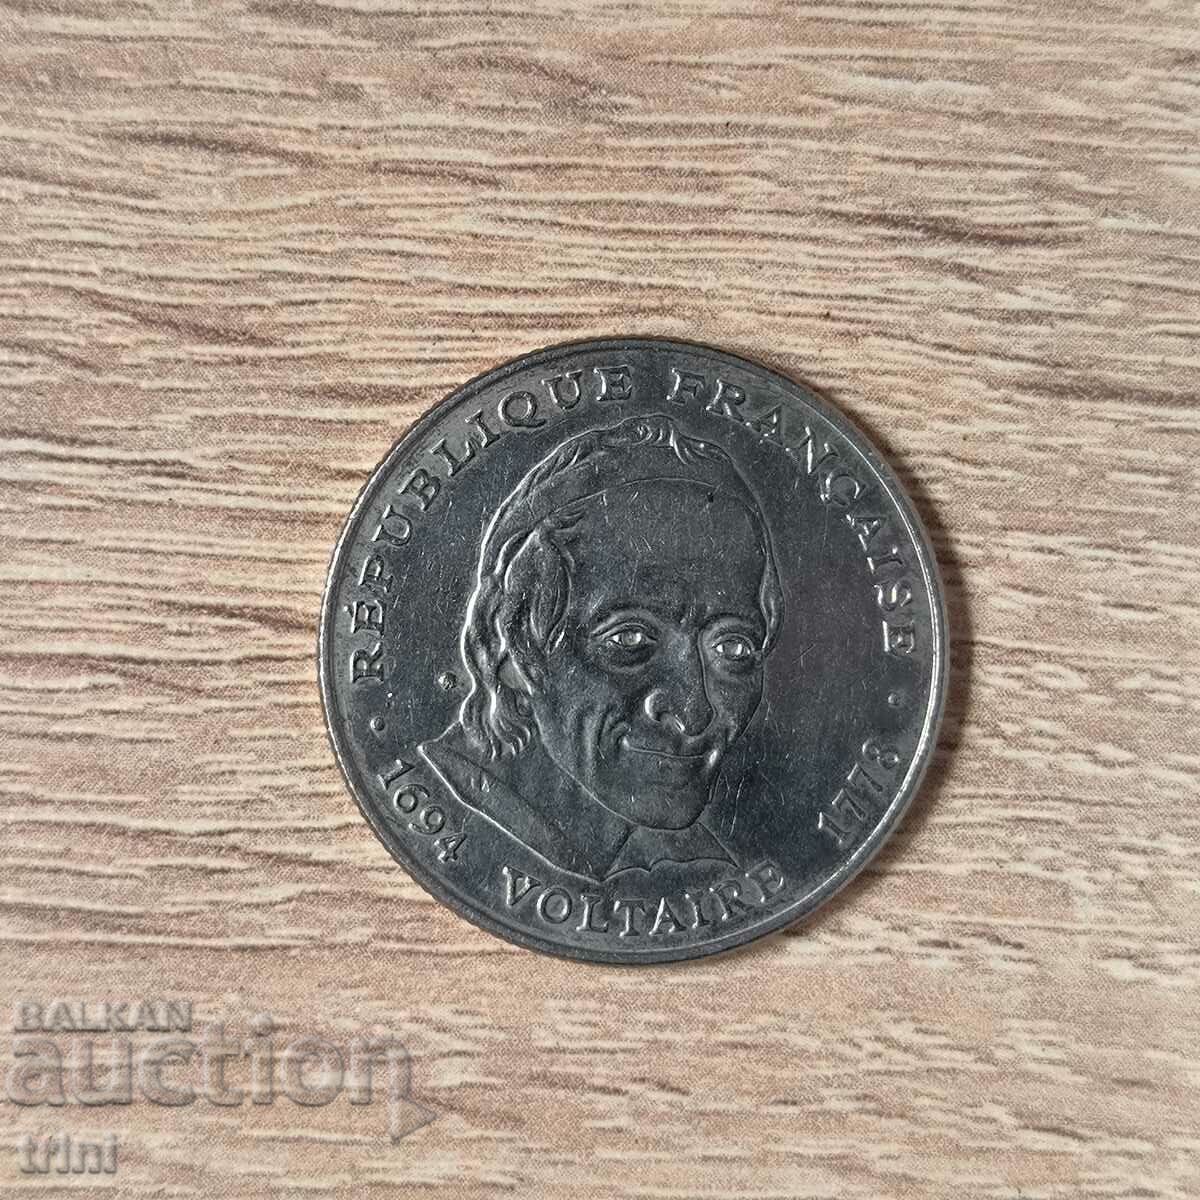 · RÉPUBLIQUE FRANÇAISE ·
1694 VOLTAIRE 1778
BALKAN
auction
trini